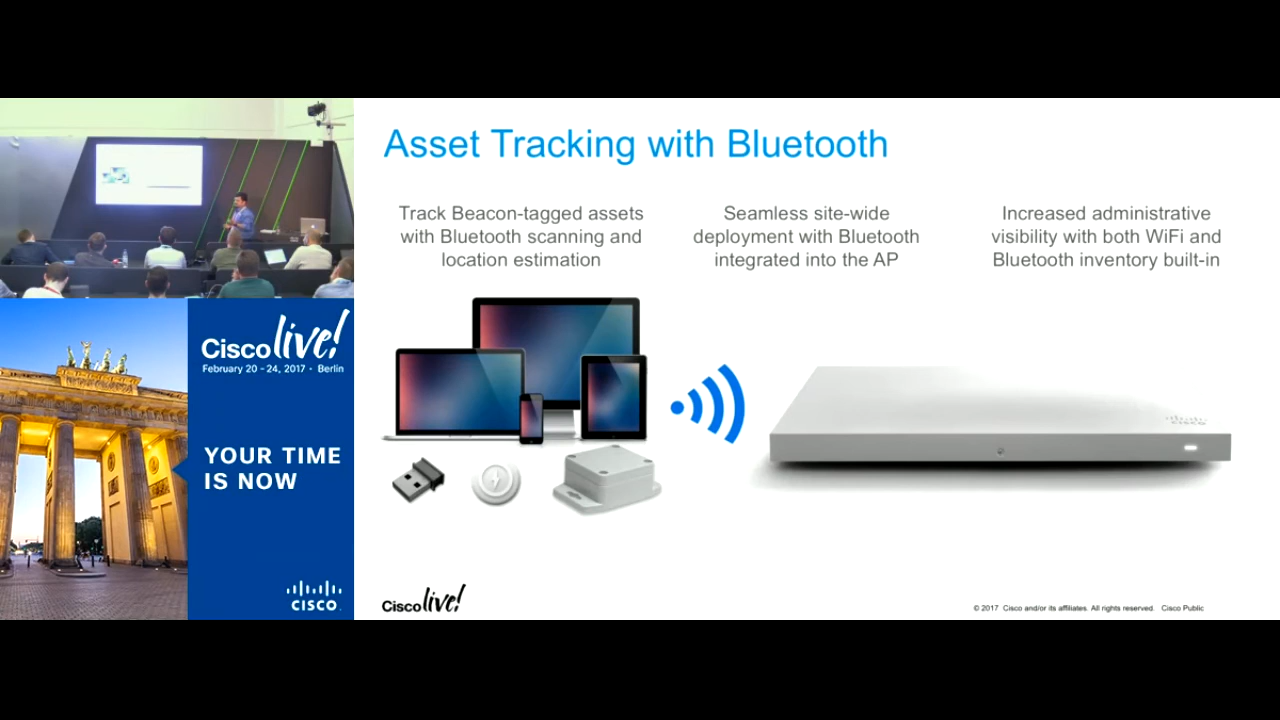 Asset Tracking with Bluetooth
Track Beacon-tagged assets
with Bluetooth scanning and
location estimation
Seamless site-wide
deployment with Bluetooth
integrated into the AP
Increased administrative
visibility with both WiFi and
Bluetooth inventory built-in
cisco
Cisco live!
February 20 - 24, 2017 • Berlin
YOUR TIME
IS NOW
CISCO
Cisco live!
© 2017 Cisco and/or its affiliates. All rights reserved. Cisco Public